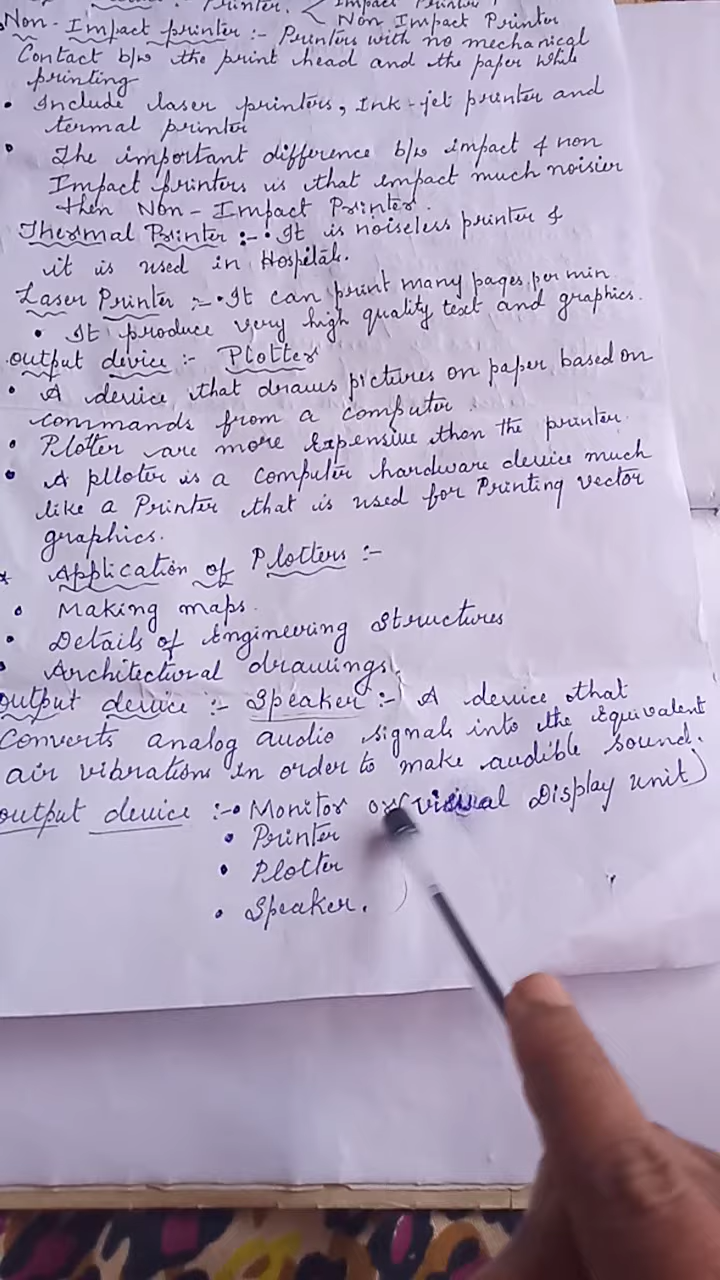 Printer. < Impact Printer
Non Impact Printer
Non - Impact printer :- Printers with no mechanical
Contact b/w the print head and the paper while
printing
• Include laser printers, Ink-jet printer and
termal printer
• The important difference b/w impact & non
Impact printers is that impact much noisier
then Non - Impact Printer.
Thermal Printer :- • It is noiseless printer &
it is used in Hospital.
Laser Printer :- • It can print many pages per min
• It produce very high quality text and graphics.
output device :- Plotter
• A device that draws pictures on paper based on
commands from a computer.
• Plotter are more Expensive than the printer.
• A plloter is a computer hardware device much
like a Printer that is used for Printing vector
graphics.
* Application of Plotters :-
• Making maps.
• Details of Engineering Structures
• Architectural drawings.
output device :- Speaker :- A device that
Converts analog audio signals into the Equivalent
air vibrations in order to make audible sound.
output device :- • Monitor or (visual Display unit)
• Printer
• Plotter
• Speaker.